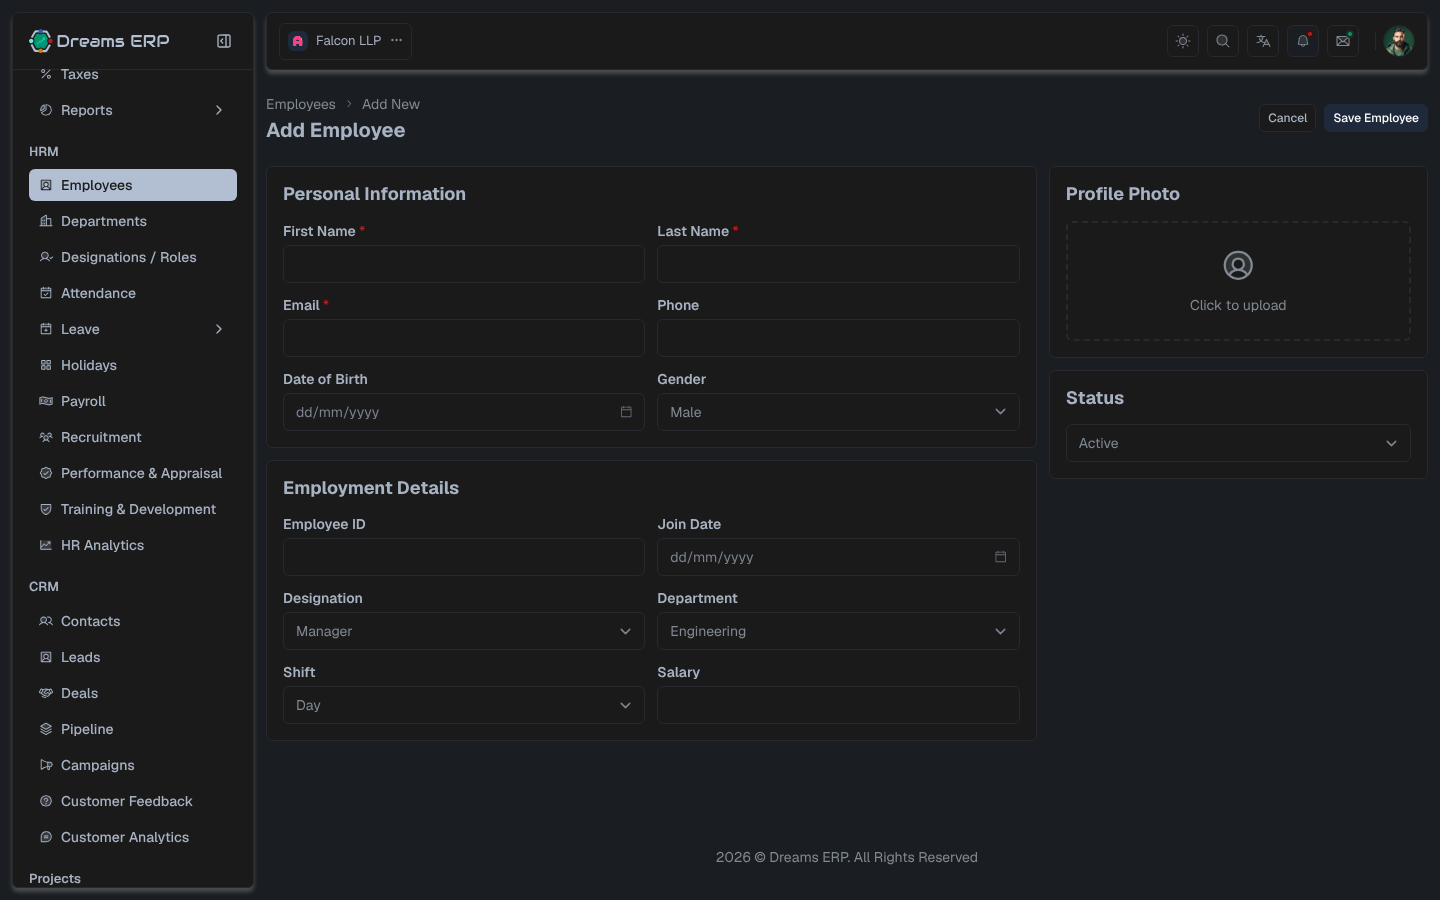 Dreams ERP
Taxes
Reports
HRM
Employees
Departments
Designations / Roles
Attendance
Leave
Holidays
Payroll
Recruitment
Performance & Appraisal
Training & Development
HR Analytics
CRM
Contacts
Leads
Deals
Pipeline
Campaigns
Customer Feedback
Customer Analytics
Projects
Falcon LLP
Employees > Add New
Add Employee
Cancel
Save Employee
Personal Information
First Name *
Last Name *
Email *
Phone
Date of Birth
Gender
dd/mm/yyyy
Male
Employment Details
Employee ID
Join Date
dd/mm/yyyy
Designation
Department
Manager
Engineering
Shift
Salary
Day
Profile Photo
Click to upload
Status
Active
2026 © Dreams ERP. All Rights Reserved